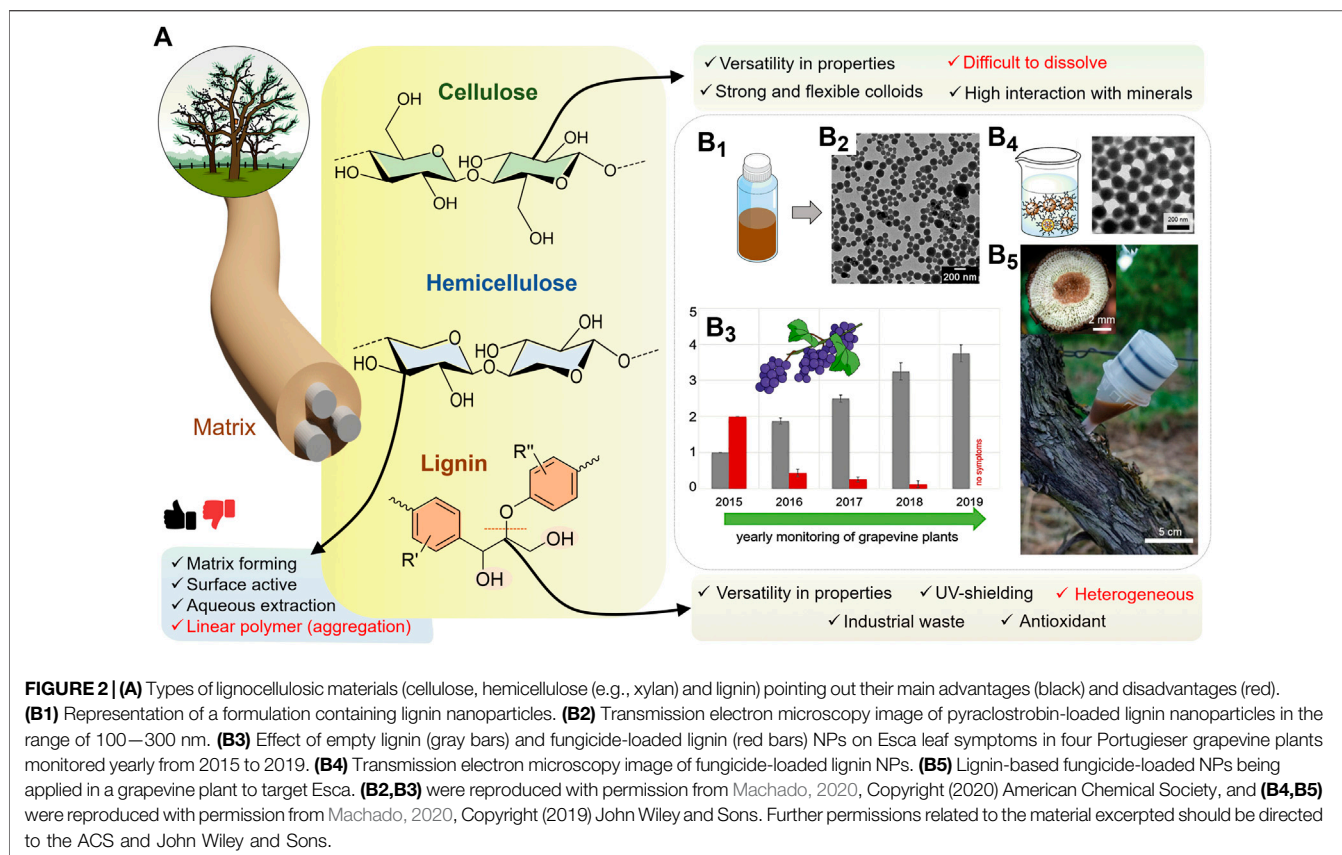 A
Cellulose
OH
O
HO
OH
O
HO
OH
O
O
OH
Hemicellulose
OH
O
HO
OH
O
HO
OH
O
O
Matrix
Lignin
R"
O
R'
OH
OH
✓ Matrix forming
✓ Surface active
✓ Aqueous extraction
✓ Linear polymer (aggregation)
✓ Versatility in properties ✓ Difficult to dissolve
✓ Strong and flexible colloids ✓ High interaction with minerals
B1
B2
200 nm
B4
200 nm
B3
5
4
3
2
1
0
2015 2016 2017 2018 2019
no symptoms
yearly monitoring of grapevine plants
B5
2 mm
5 cm
✓ Versatility in properties ✓ UV-shielding ✓ Heterogeneous
✓ Industrial waste ✓ Antioxidant
FIGURE 2 | (A) Types of lignocellulosic materials (cellulose, hemicellulose (e.g., xylan) and lignin) pointing out their main advantages (black) and disadvantages (red).
(B1) Representation of a formulation containing lignin nanoparticles. (B2) Transmission electron microscopy image of pyraclostrobin-loaded lignin nanoparticles in the
range of 100—300 nm. (B3) Effect of empty lignin (gray bars) and fungicide-loaded lignin (red bars) NPs on Esca leaf symptoms in four Portugieser grapevine plants
monitored yearly from 2015 to 2019. (B4) Transmission electron microscopy image of fungicide-loaded lignin NPs. (B5) Lignin-based fungicide-loaded NPs being
applied in a grapevine plant to target Esca. (B2,B3) were reproduced with permission from Machado, 2020, Copyright (2020) American Chemical Society, and (B4,B5)
were reproduced with permission from Machado, 2020, Copyright (2019) John Wiley and Sons. Further permissions related to the material excerpted should be directed
to the ACS and John Wiley and Sons.